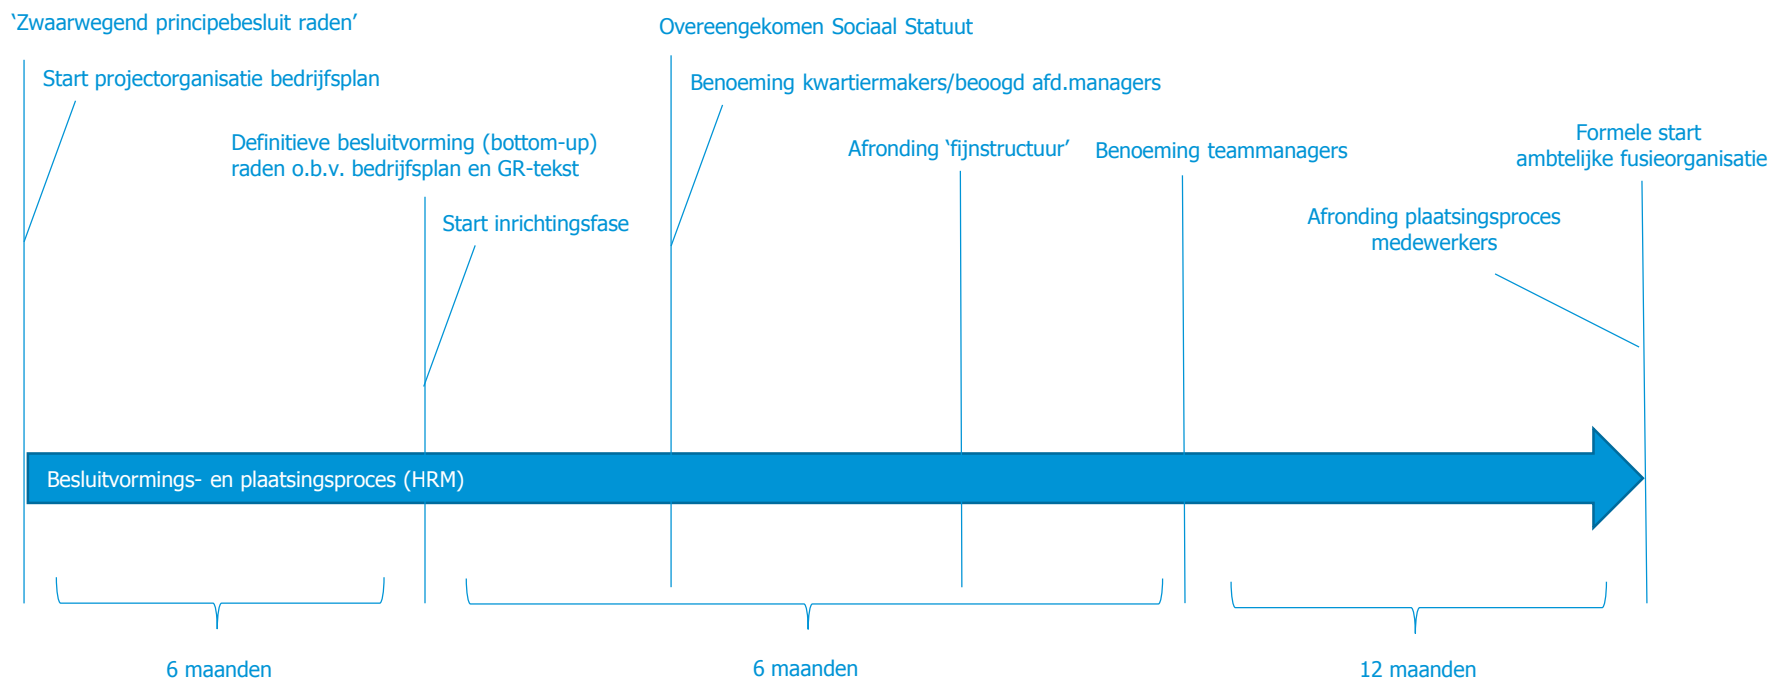 ‘Zwaarwegend principebesluit raden’
Start projectorganisatie bedrijfsplan
Definitieve besluitvorming (bottom-up)
raden o.b.v. bedrijfsplan en GR-tekst
Start inrichtingsfase
Overeengekomen Sociaal Statuut
Benoeming kwartiermakers/beoogd afd.managers
Afronding ‘fijnstructuur’
Benoeming teammanagers
Afronding plaatsingsproces
medewerkers
Formele start
ambtelijke fusieorganisatie
Besluitvormings- en plaatsingsproces (HRM)
6 maanden
6 maanden
12 maanden